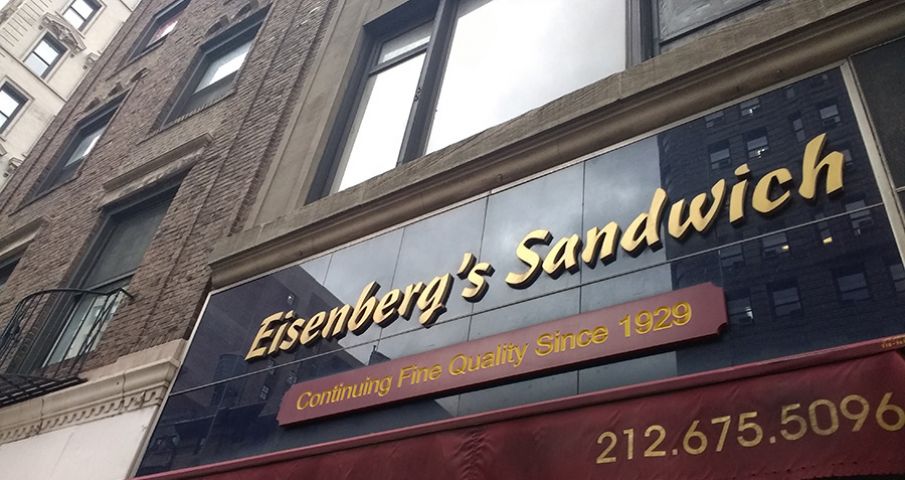 Eisenberg's Sandwich
Continuing Fine Quality Since 1929
212.675.5096